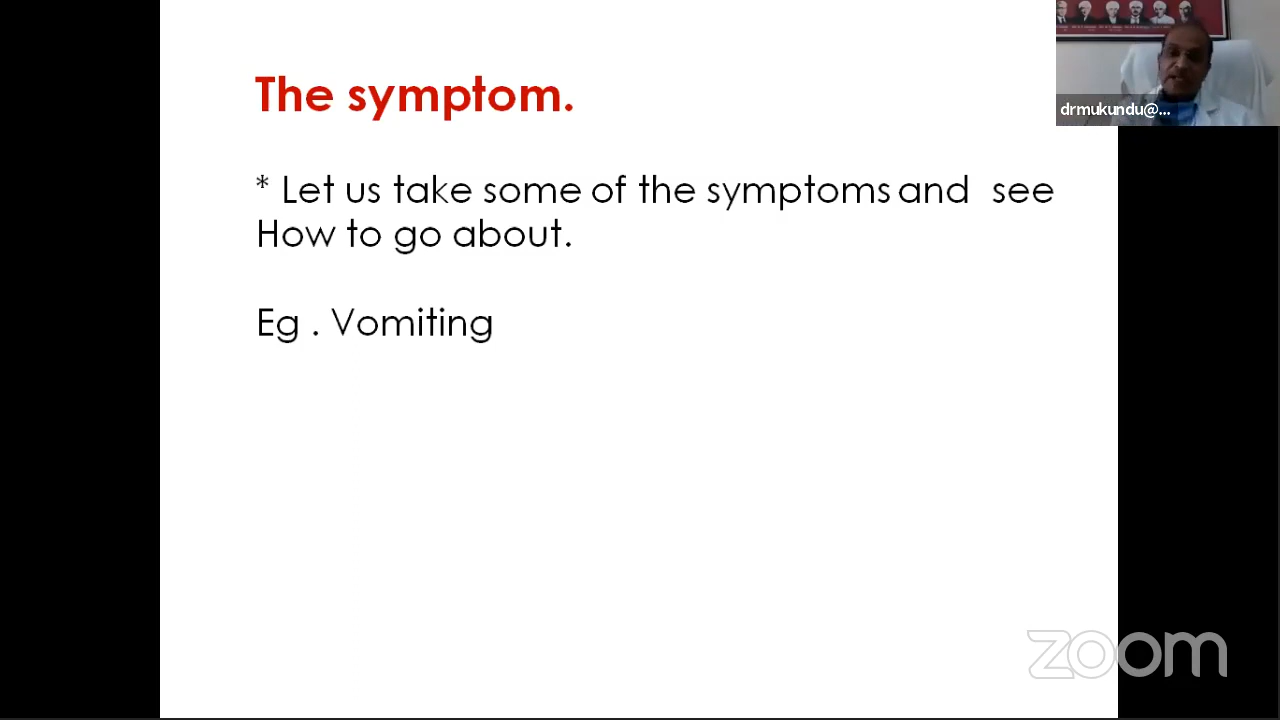 The symptom.
* Let us take some of the symptoms and see
How to go about.
Eg . Vomiting
drmukundu@...
zoom